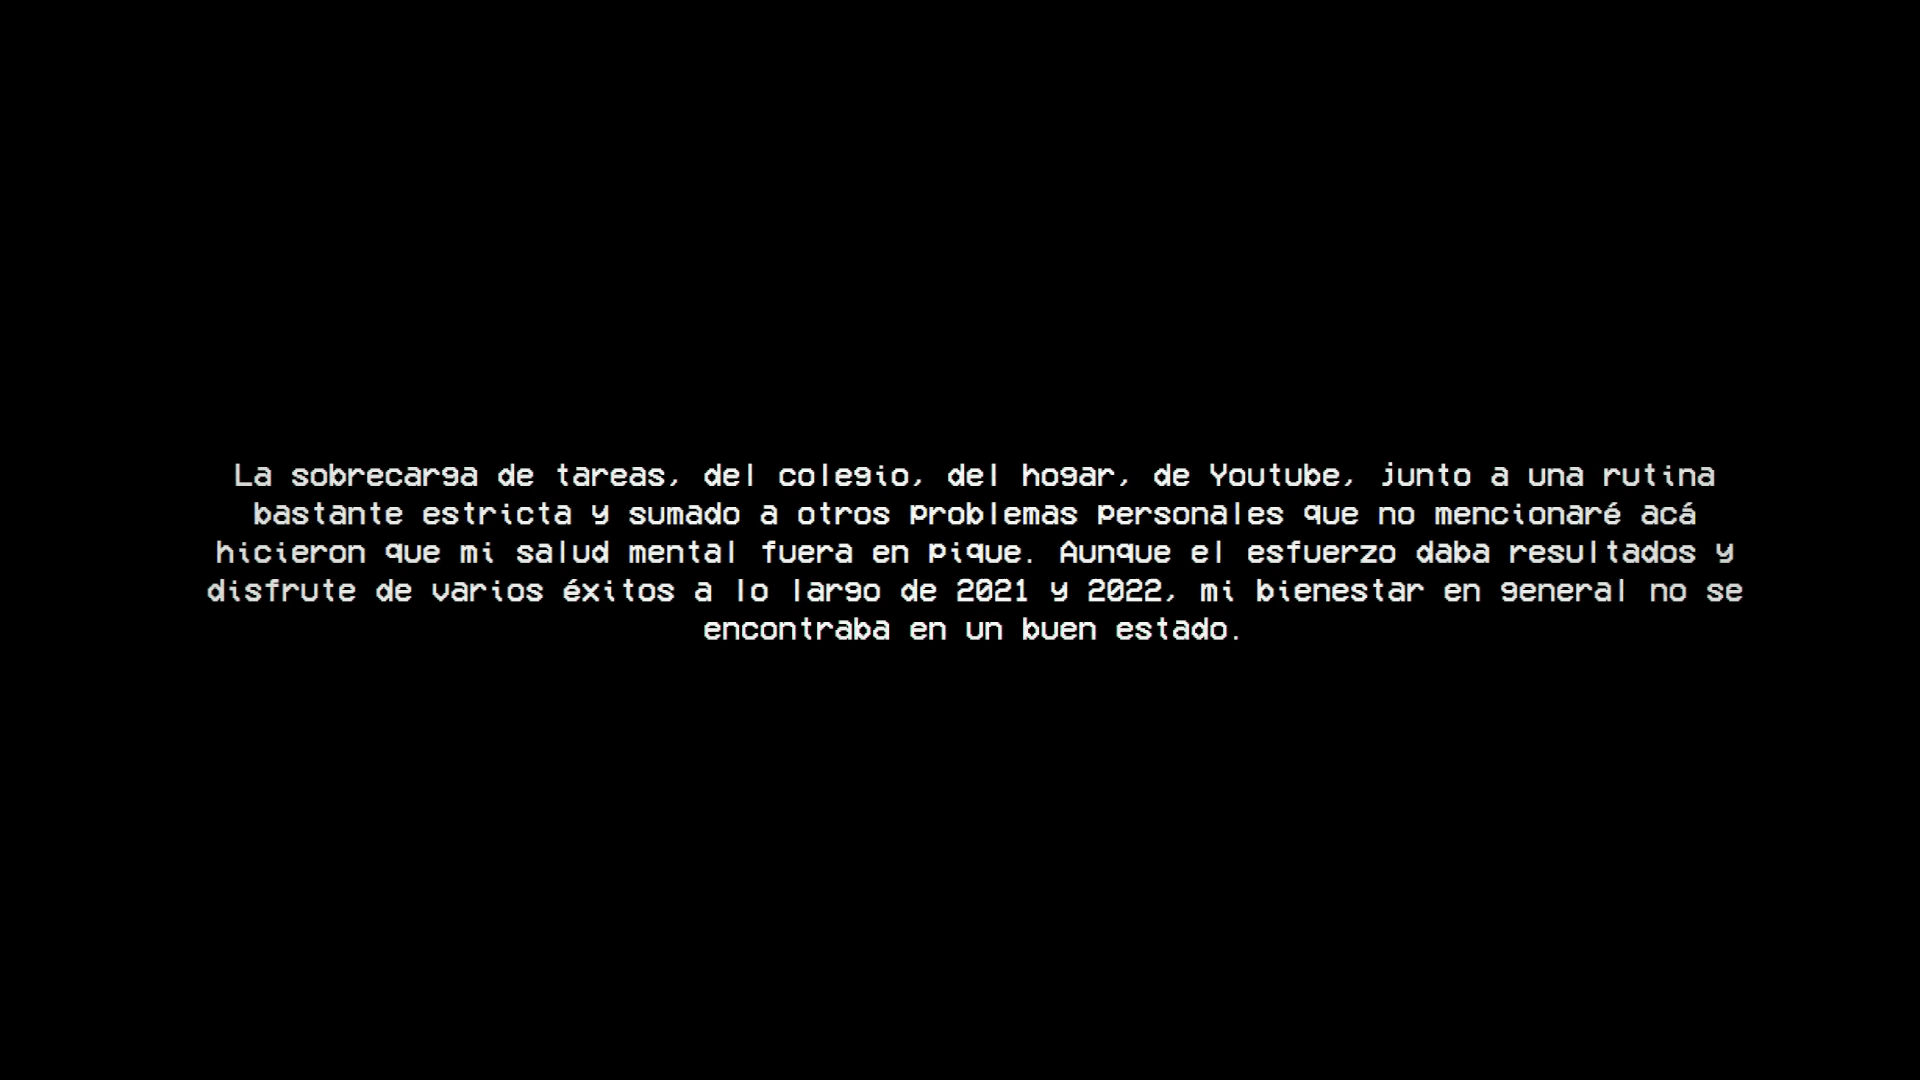 La sobrecarga de tareas, del colegio, del hogar, de Youtube, junto a una rutina
bastante estricta y sumado a otros problemas personales que no mencionaré acá
hicieron que mi salud mental fuera en pique. Aunque el esfuerzo daba resultados y
disfrute de varios éxitos a lo largo de 2021 y 2022, mi bienestar en general no se
encontraba en un buen estado.